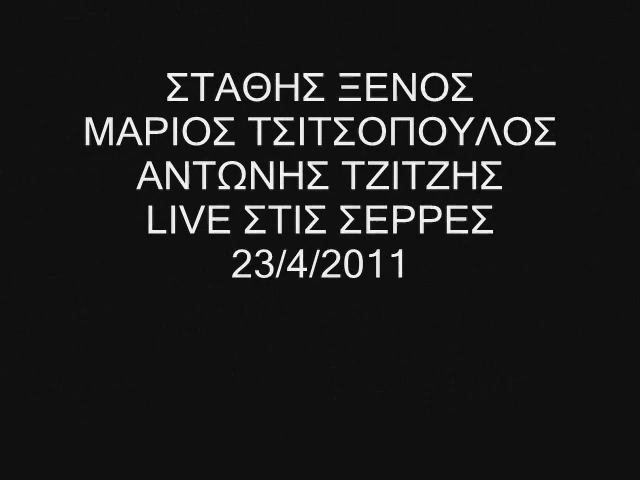 ΣΤΑΘΗΣ ΞΕΝΟΣ
ΜΑΡΙΟΣ ΤΣΙΤΣΟΠΟΥΛΟΣ
ΑΝΤΩΝΗΣ ΤΖΙΤΖΗΣ
LIVE ΣΤΙΣ ΣΕΡΡΕΣ
23/4/2011